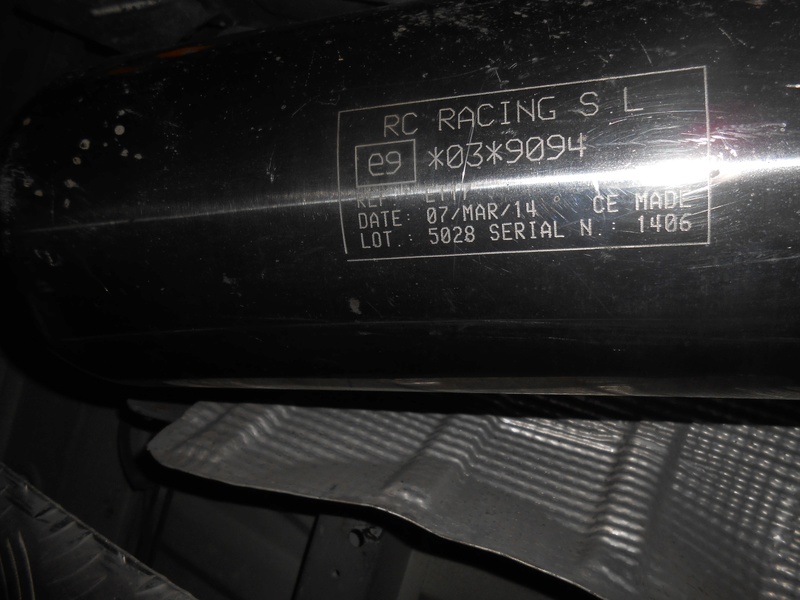 RC RACING S.L
e9 *03*9094
DATE: 07/MAR/14 CE MADE
LOT.: 5028 SERIAL N.: 1406